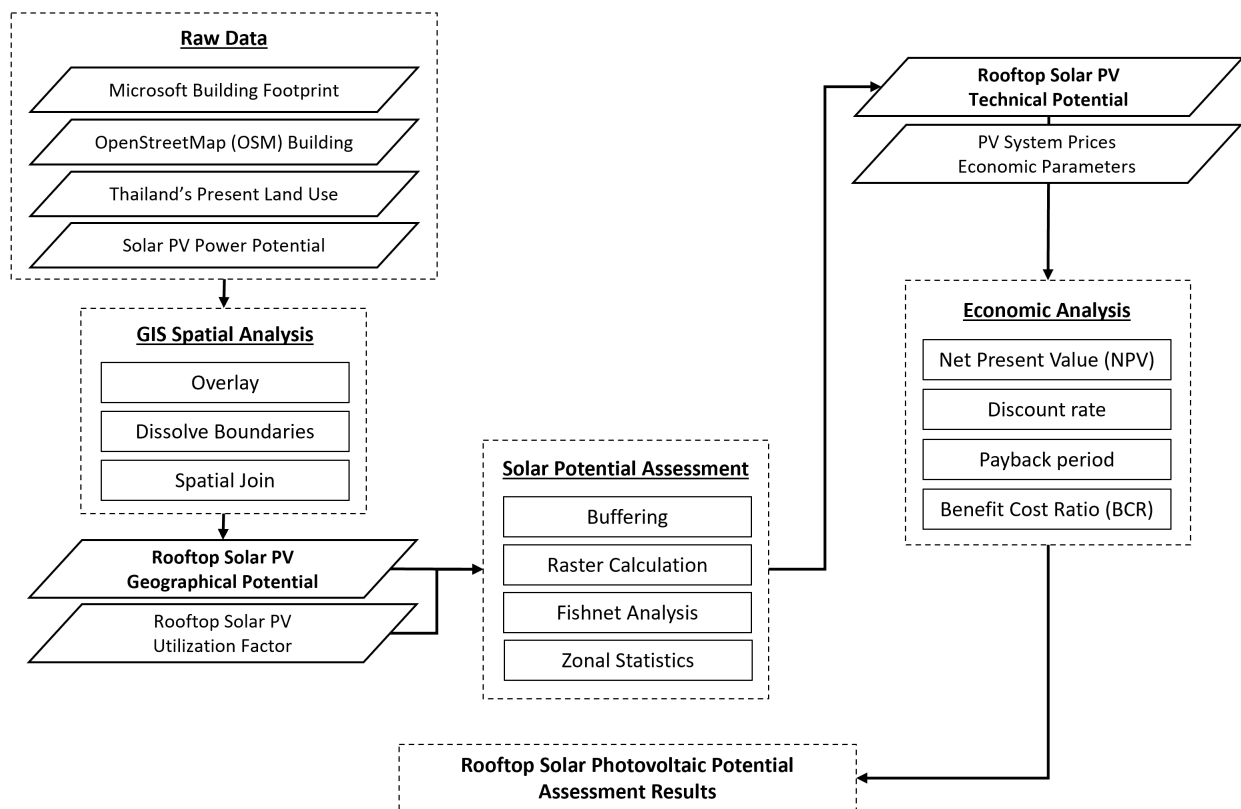 Raw Data
Microsoft Building Footprint
OpenStreetMap (OSM) Building
Thailand’s Present Land Use
Solar PV Power Potential
GIS Spatial Analysis
Overlay
Dissolve Boundaries
Spatial Join
Rooftop Solar PV
Geographical Potential
Rooftop Solar PV
Utilization Factor
Solar Potential Assessment
Buffering
Raster Calculation
Fishnet Analysis
Zonal Statistics
Rooftop Solar PV
Technical Potential
PV System Prices
Economic Parameters
Economic Analysis
Net Present Value (NPV)
Discount rate
Payback period
Benefit Cost Ratio (BCR)
Rooftop Solar Photovoltaic Potential
Assessment Results